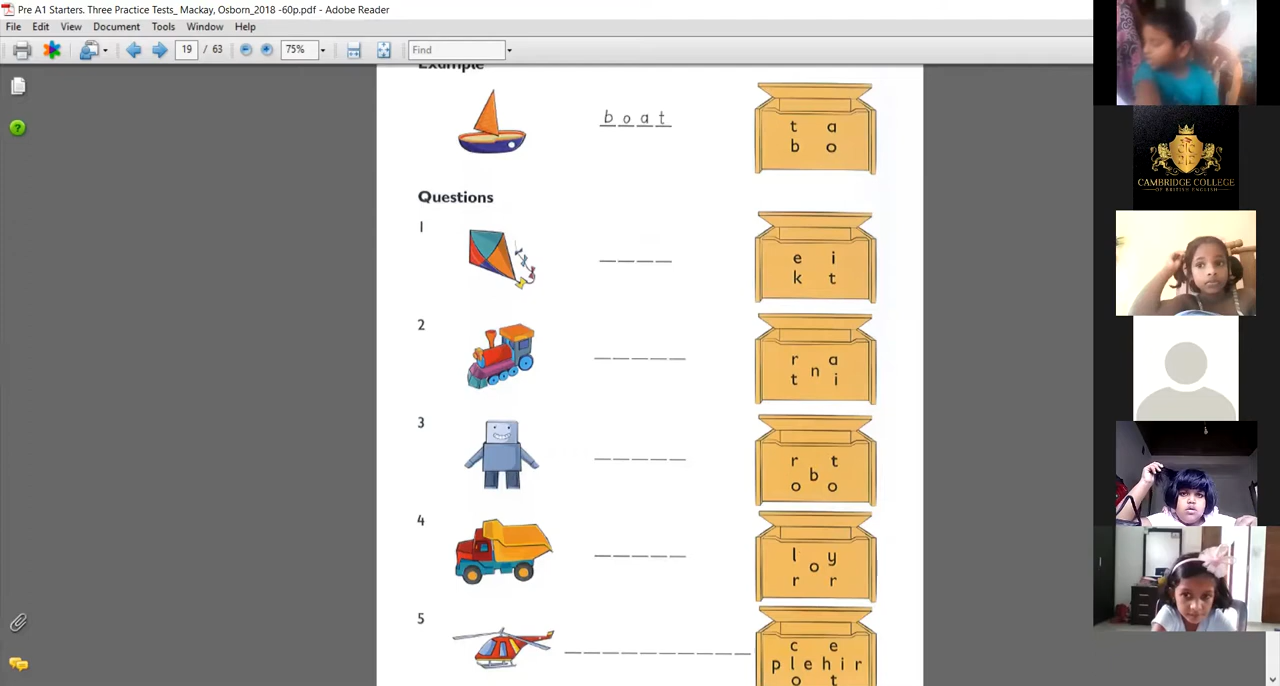 Pre A1 Starters. Three Practice Tests_ Mackay, Osborn_2018 -60p.pdf - Adobe Reader
File Edit View Document Tools Window Help
19 / 63 75% Find
Example
b o a t
t a
b o
Questions
1
e i
k t
2
r a
n
t i
3
r t
b
o o
4
l y
o
r r
5
c e
p l e h i r
o t
CAMBRIDGE COLLEGE
OF BRITISH ENGLISH